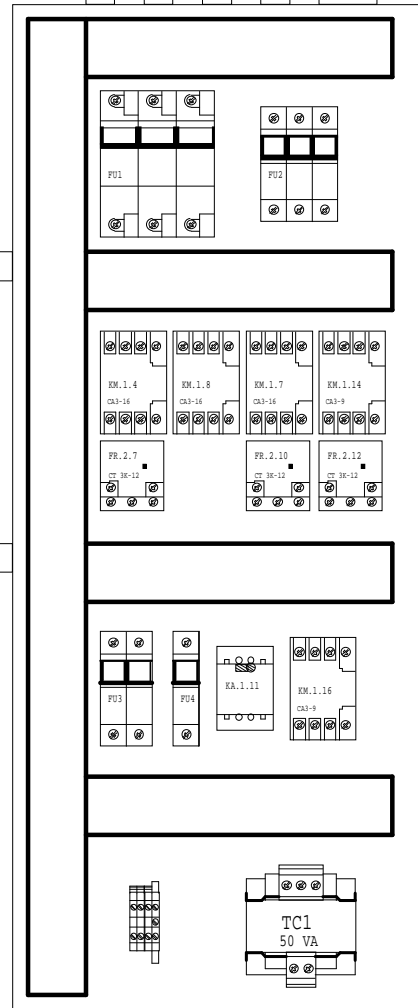 FU1
FU2
KM.1.4
CA3-16
KM.1.8
CA3-16
KM.1.7
CA3-16
KM.1.14
CA3-9
FR.2.7
CT 3K-12
FR.2.10
CT 3K-12
FR.2.12
CT 3K-12
FU3
FU4
KA.1.11
KM.1.16
CA3-9
TC1
50 VA